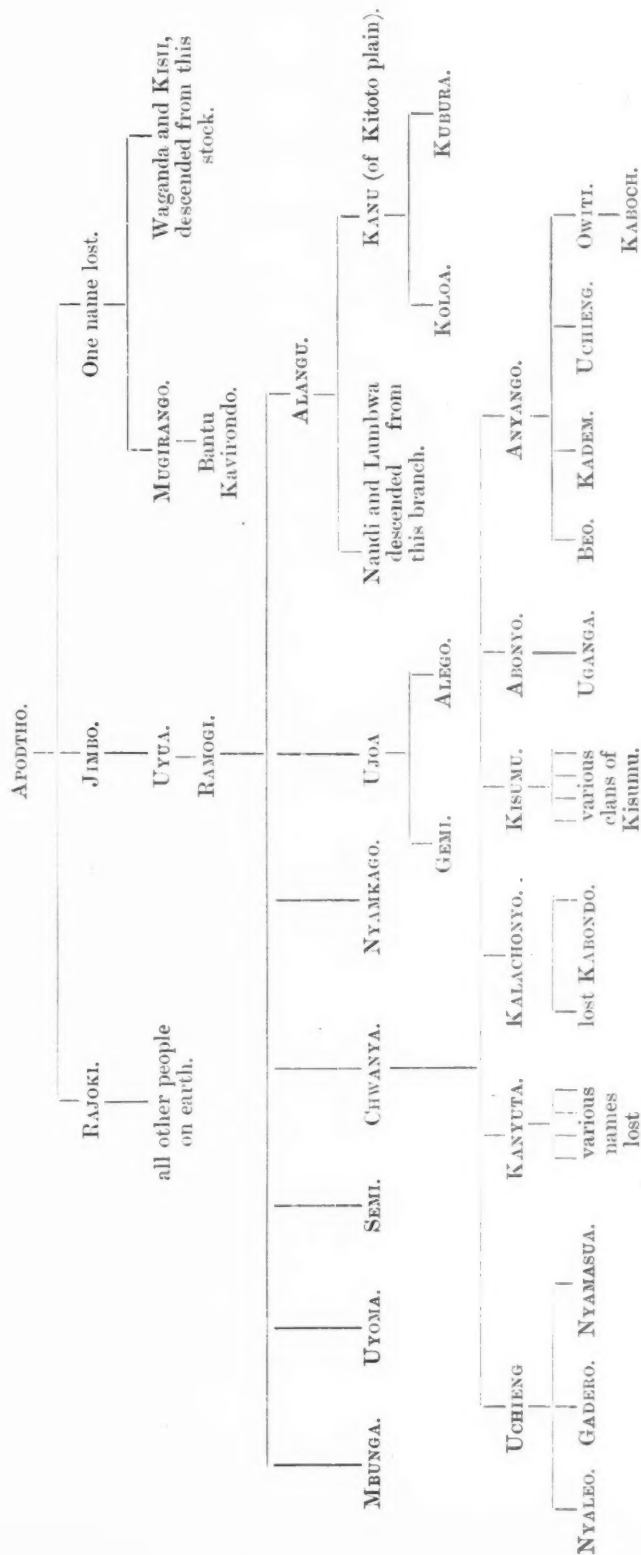 APODTHO.
RAJOKI. JIMBO. One name lost.
all other people
on earth.
UYUA.
MUGIRANGO.
Bantu
Kavirondo.
Waganda and KISII,
descended from this
stock.
RAMOGI.
MBUNGA. UYOMA. SEMI. CHWANYA. NYAMKAGO. UJOA ALANGU.
GEMI. ALEGO.
Nandi and Lumbwa
descended from
this branch.
KANU (of Kitoto plain).
KOLOA. KUBURA.
UCHIENG KANYUTA. KALACHONYO. KISUMU. ABONYO. ANYANGO.
NYALEO. GADERO. NYAMASUA.
various
names
lost
lost KABONDO.
various
clans of
Kisumu.
UGANGA.
BEO. KADEM. UCHIENG. OWITI.
KABOCH.